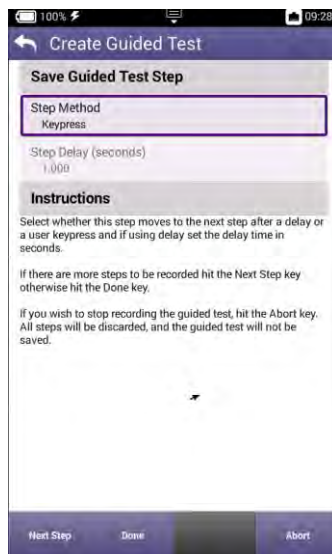 100% 09:28
Create Guided Test
Save Guided Test Step
Step Method
Keypress
Step Delay (seconds)
1.000
Instructions
Select whether this step moves to the next step after a delay or
a user keypress and if using delay set the delay time in
seconds.
If there are more steps to be recorded hit the Next Step key
otherwise hit the Done key.
If you wish to stop recording the guided test, hit the Abort key.
All steps will be discarded, and the guided test will not be
saved.
Next Step Done Abort